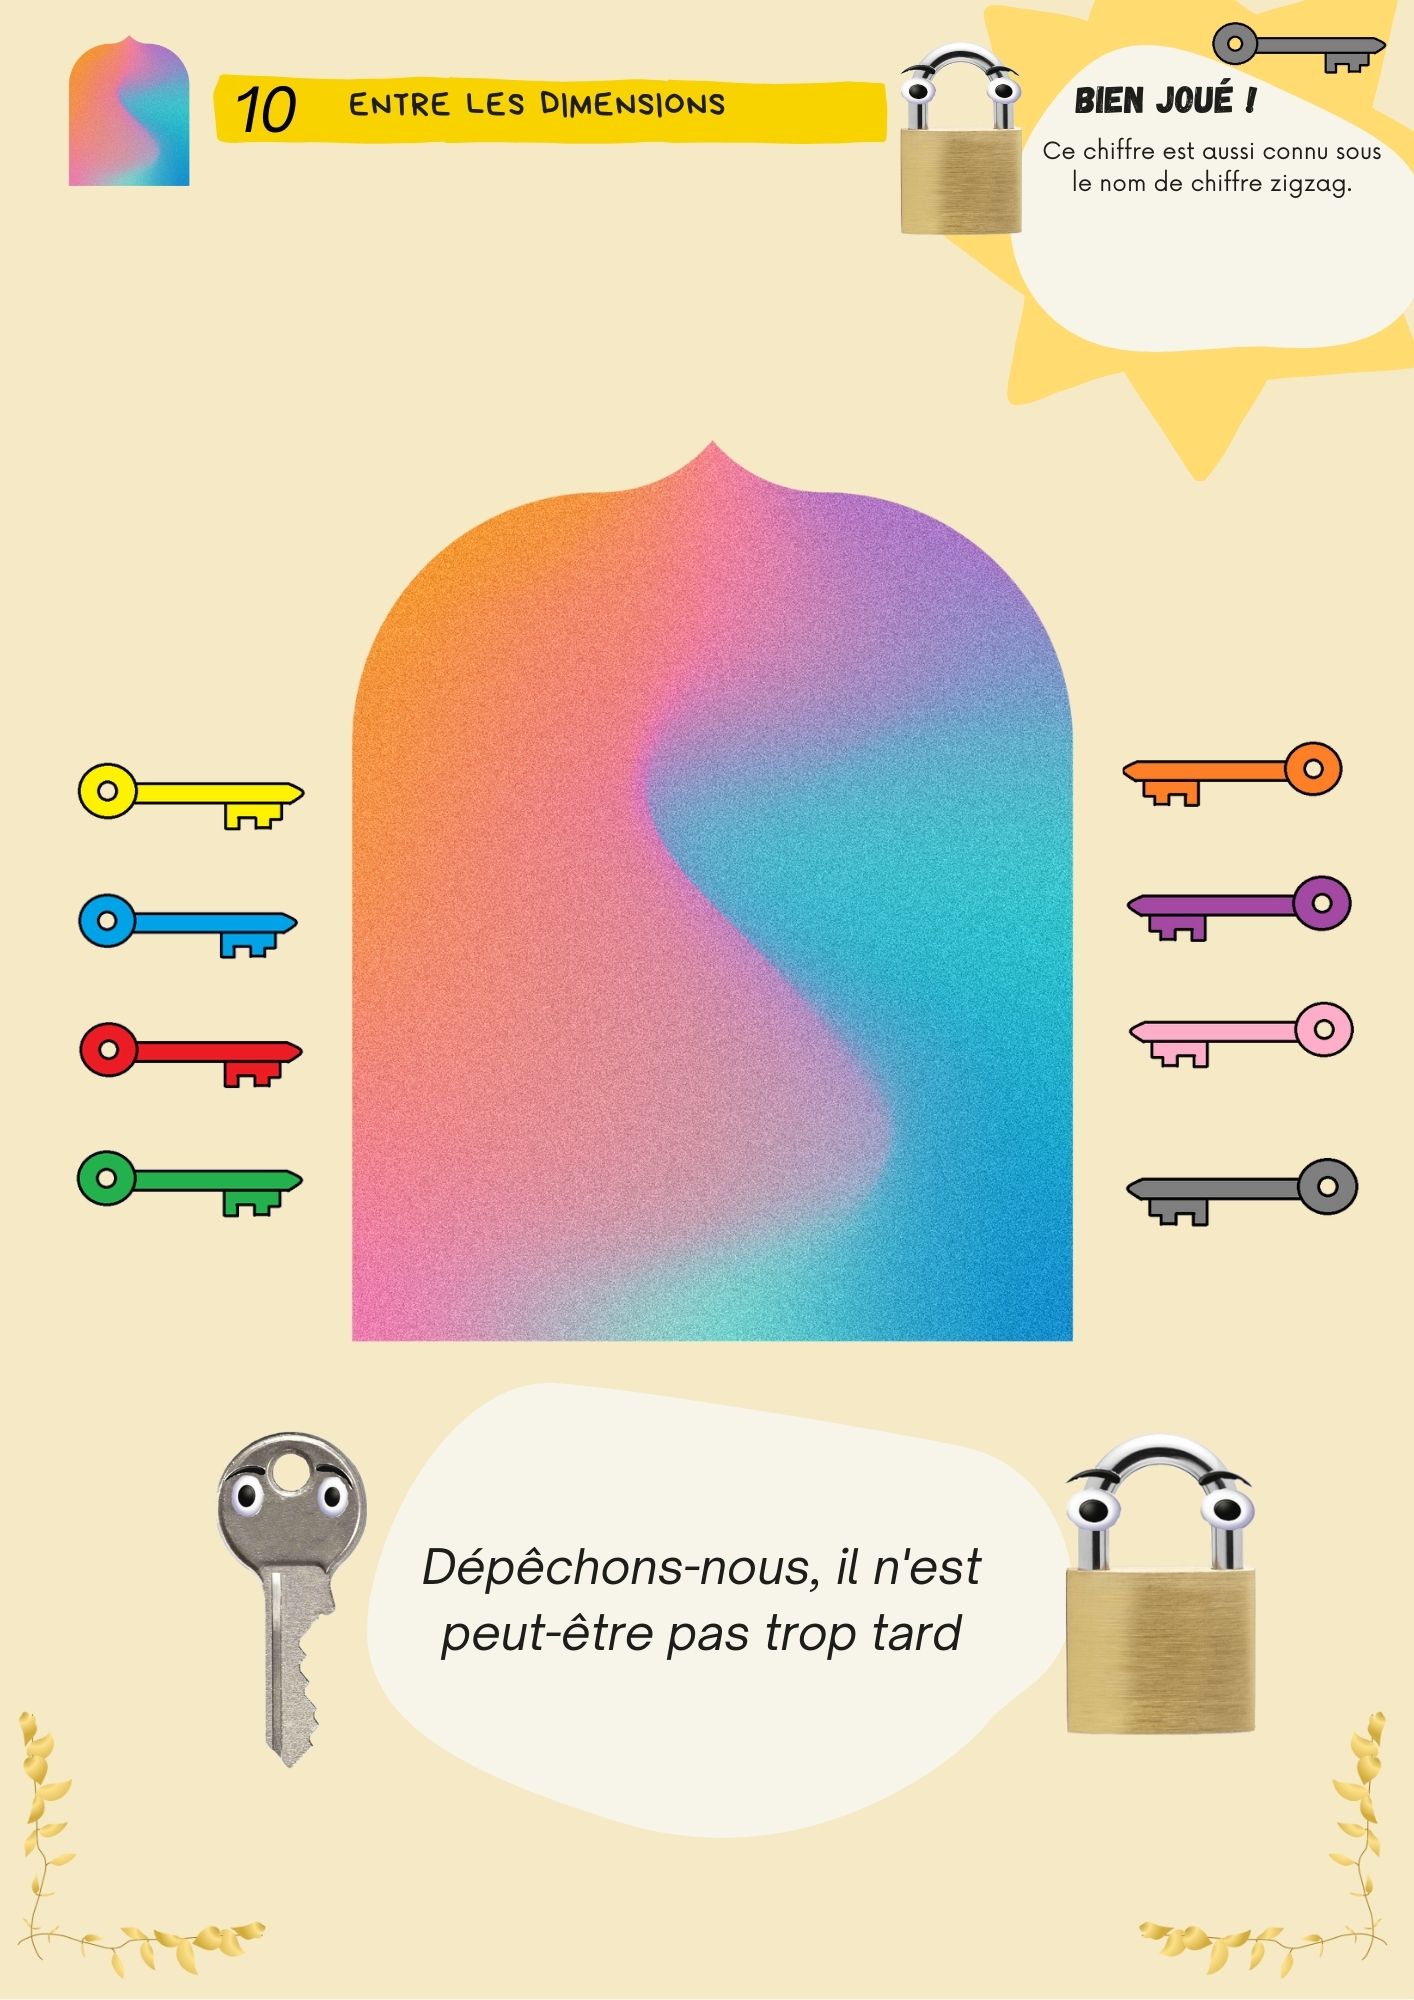 10 ENTRE LES DIMENSIONS
BIEN JOUÉ !
Ce chiffre est aussi connu sous
le nom de chiffre zigzag.
Dépêchons-nous, il n'est
peut-être pas trop tard